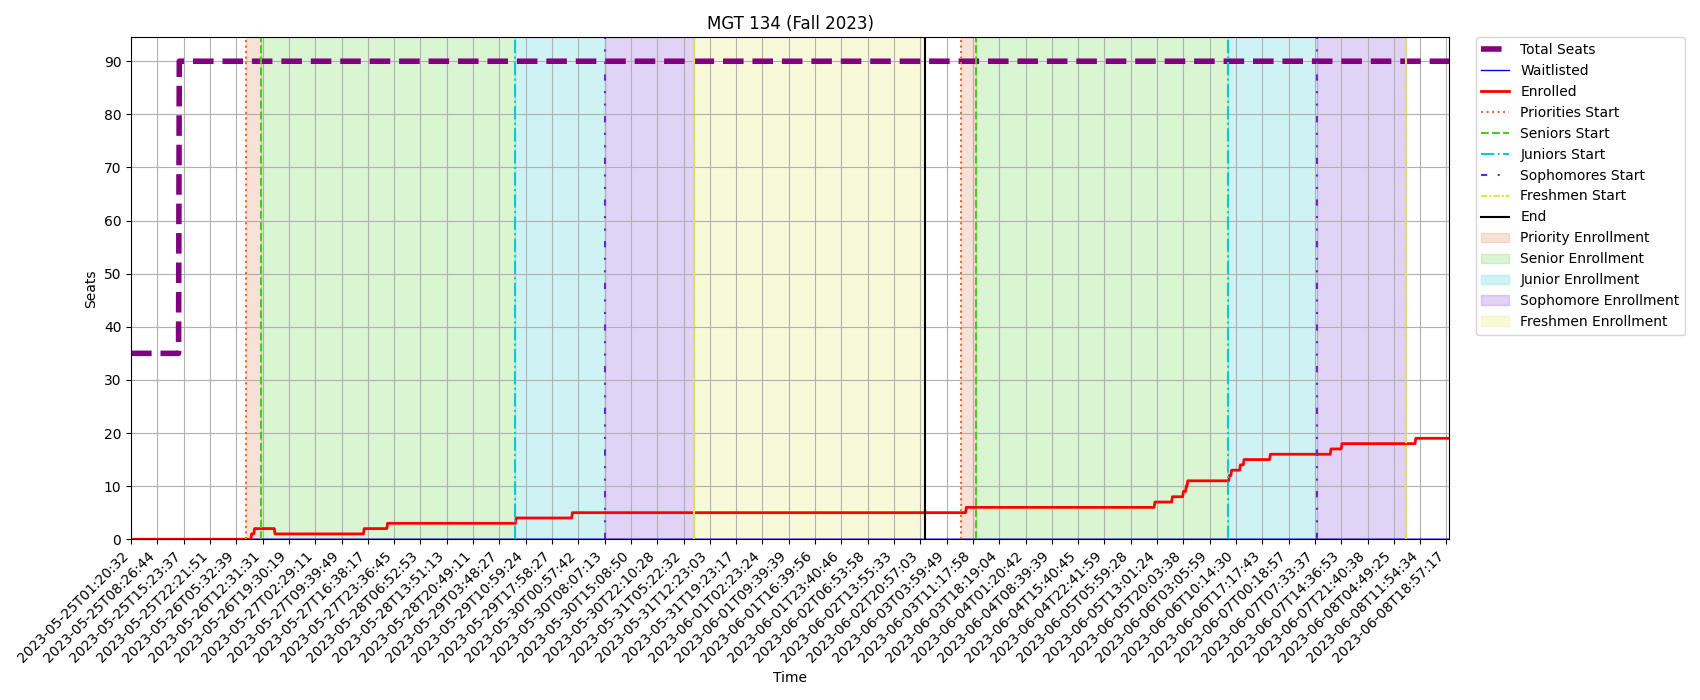 MGT 134 (Fall 2023)
Seats
90
80
70
60
50
40
30
20
10
0
2023-05-25T01:20:32
2023-05-25T08:26:44
2023-05-25T15:23:37
2023-05-25T22:21:51
2023-05-26T05:32:39
2023-05-26T12:31:31
2023-05-26T19:30:19
2023-05-27T02:29:11
2023-05-27T09:39:49
2023-05-27T16:38:17
2023-05-27T23:36:45
2023-05-28T06:52:53
2023-05-28T13:51:13
2023-05-28T20:49:11
2023-05-29T03:48:27
2023-05-29T10:59:24
2023-05-29T17:58:27
2023-05-30T00:57:42
2023-05-30T08:07:13
2023-05-30T15:08:50
2023-05-30T22:10:28
2023-05-31T05:22:32
2023-05-31T12:23:03
2023-05-31T19:23:17
2023-06-01T02:23:24
2023-06-01T09:39:39
2023-06-01T16:39:56
2023-06-01T23:40:46
2023-06-02T06:53:58
2023-06-02T13:55:33
2023-06-02T20:57:03
2023-06-03T03:59:49
2023-06-03T11:17:58
2023-06-03T18:19:04
2023-06-04T01:20:42
2023-06-04T08:39:39
2023-06-04T15:40:45
2023-06-04T22:41:59
2023-06-05T05:59:28
2023-06-05T13:01:24
2023-06-05T20:03:38
2023-06-06T03:05:59
2023-06-06T10:14:30
2023-06-06T17:17:43
2023-06-07T00:18:57
2023-06-07T07:33:37
2023-06-07T14:36:53
2023-06-07T21:40:38
2023-06-08T04:49:25
2023-06-08T11:54:34
2023-06-08T18:57:17
Time
Total Seats
Waitlisted
Enrolled
Priorities Start
Seniors Start
Juniors Start
Sophomores Start
Freshmen Start
End
Priority Enrollment
Senior Enrollment
Junior Enrollment
Sophomore Enrollment
Freshmen Enrollment